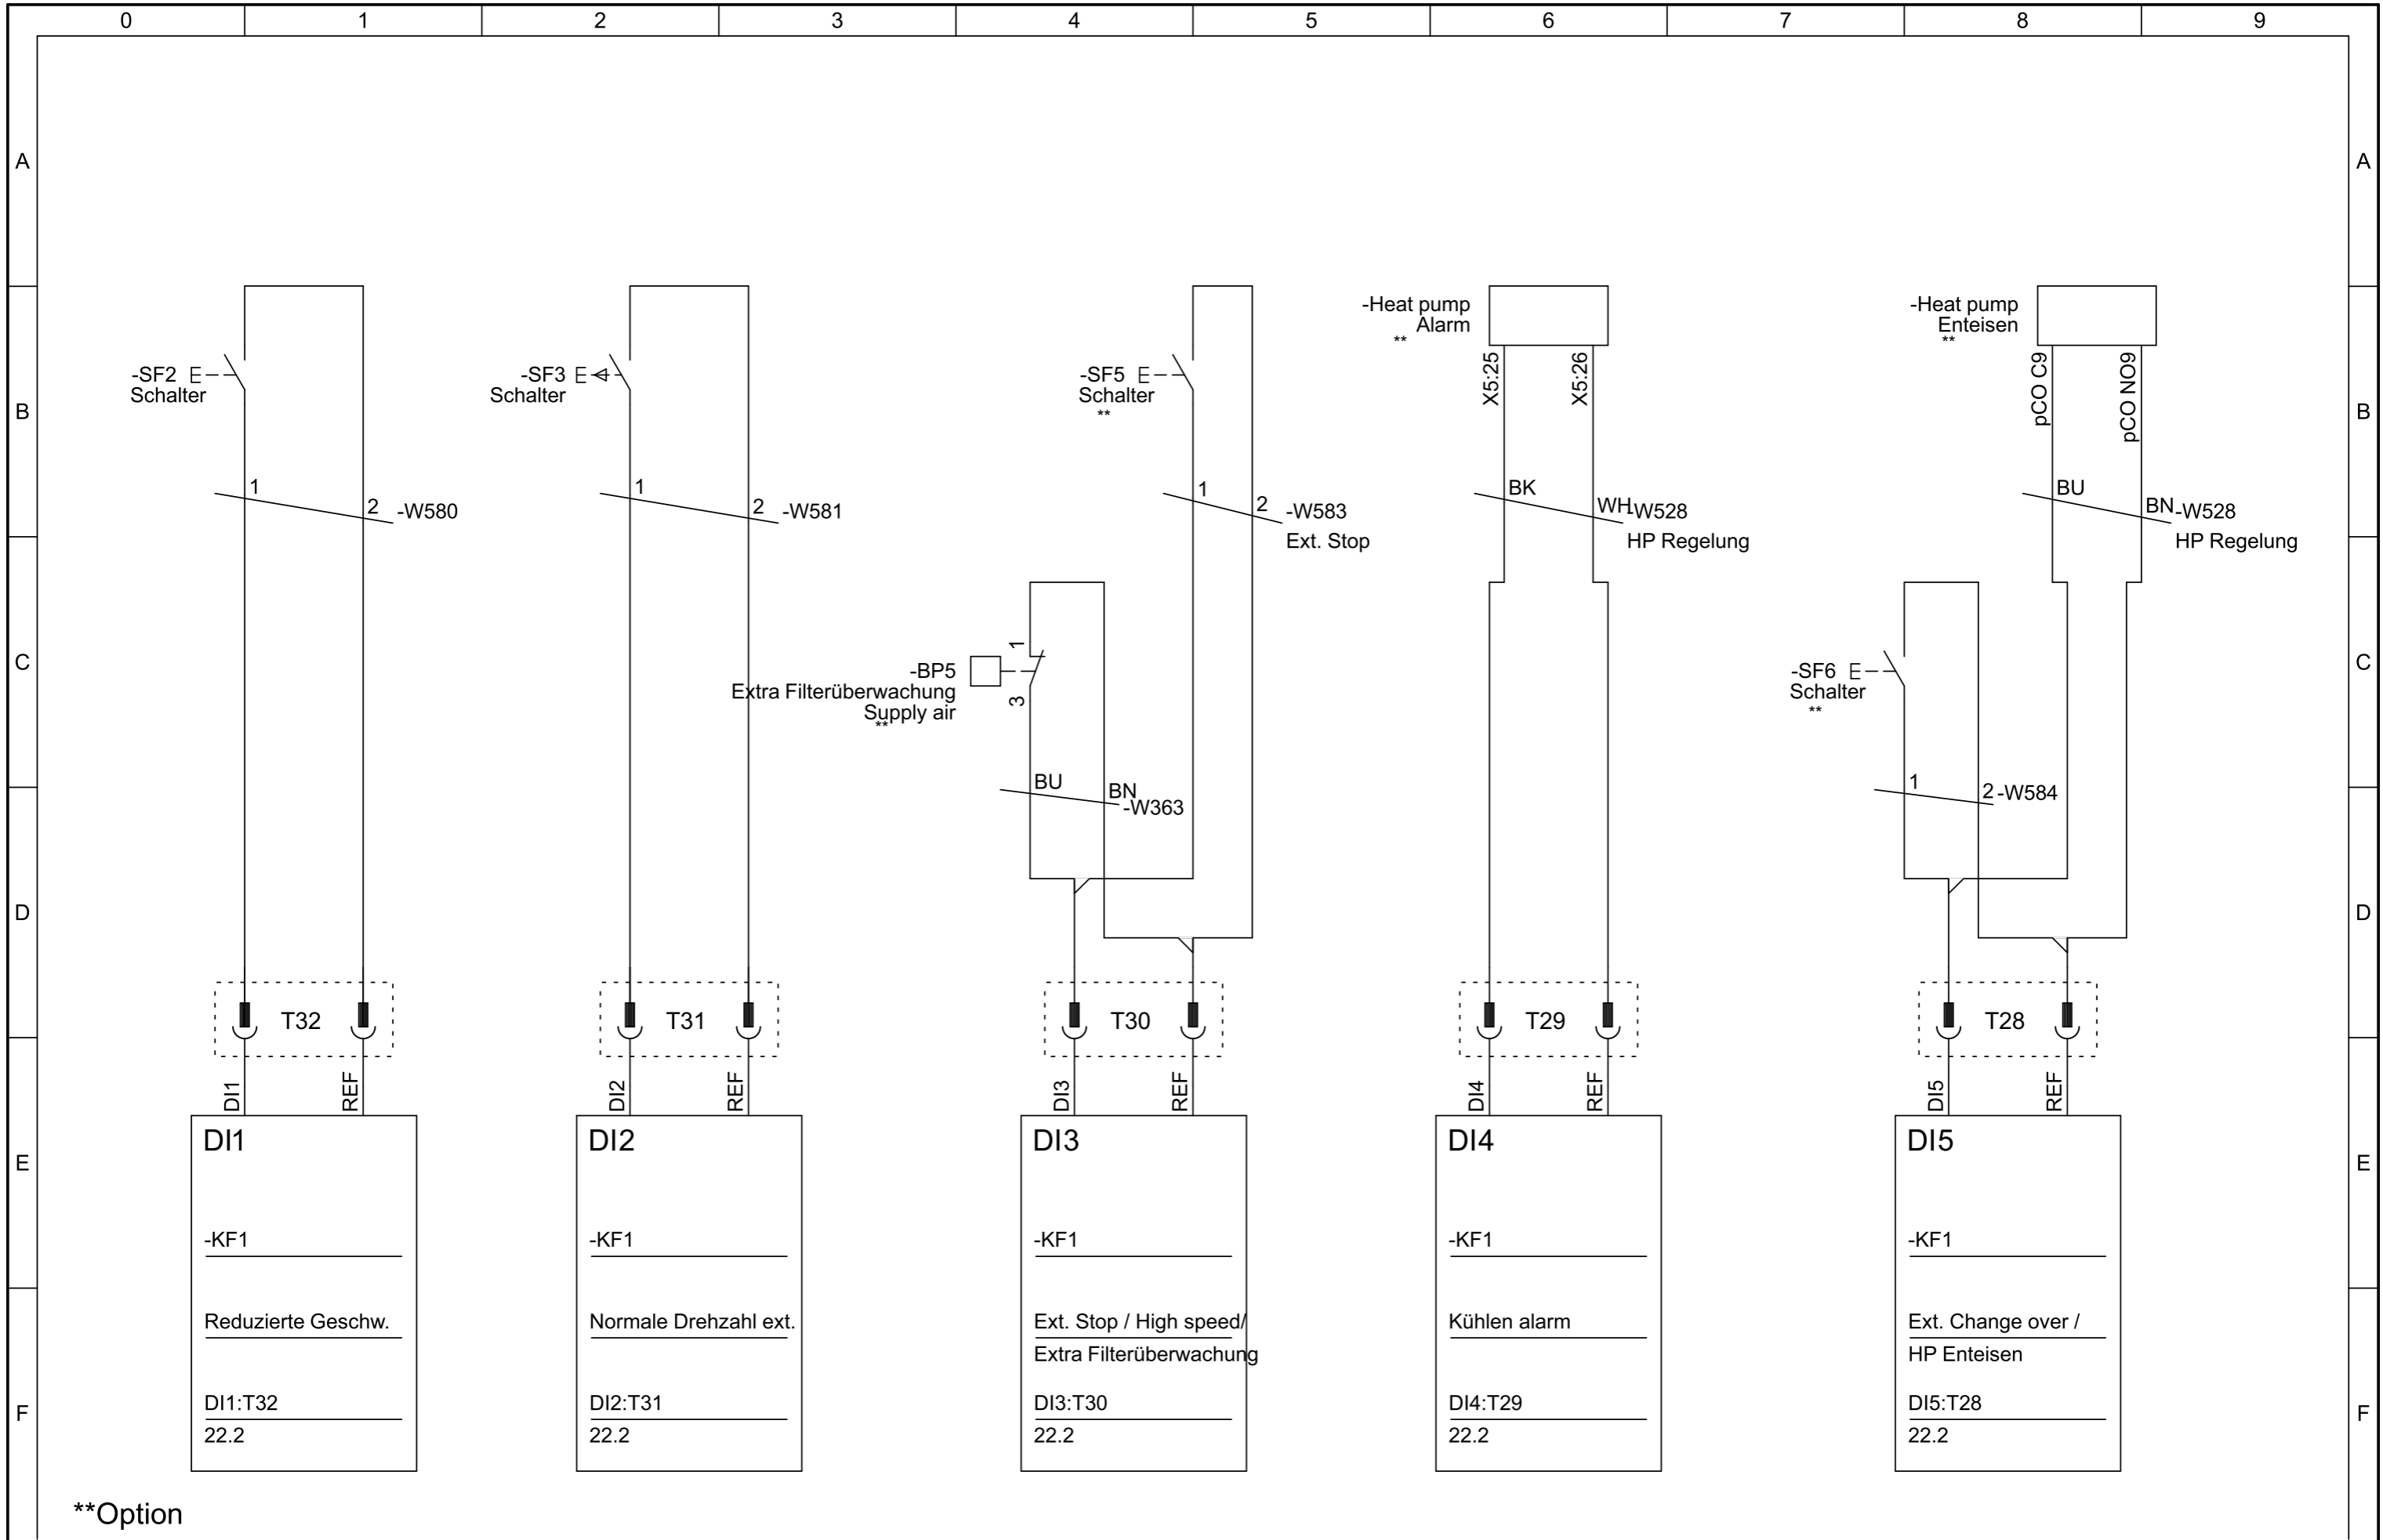 0 1 2 3 4 5 6 7 8 9
A A
-Heat pump
Alarm
**
-Heat pump
Enteisen
**
X5:25
X5:26
pCO C9
pCO NO9
-SF2
Schalter
-SF3
Schalter
-SF5
Schalter
**
B B
1
2 -W580
1
2 -W581
1
2 -W583
Ext. Stop
BK
WH -W528
HP Regelung
BU
BN -W528
HP Regelung
C C
1
3
-BP5
Extra Filterüberwachung
Supply air
**
-SF6
Schalter
**
BU
BN
-W363
1
2 -W584
D D
T32
T31
T30
T29
T28
DI1
REF
DI2
REF
DI3
REF
DI4
REF
DI5
REF
E E
DI1
-KF1
Reduzierte Geschw.
DI1:T32
22.2
DI2
-KF1
Normale Drehzahl ext.
DI2:T31
22.2
DI3
-KF1
Ext. Stop / High speed/
Extra Filterüberwachung
DI3:T30
22.2
DI4
-KF1
Kühlen alarm
DI4:T29
22.2
DI5
-KF1
Ext. Change over /
HP Enteisen
DI5:T28
22.2
F F
**Option